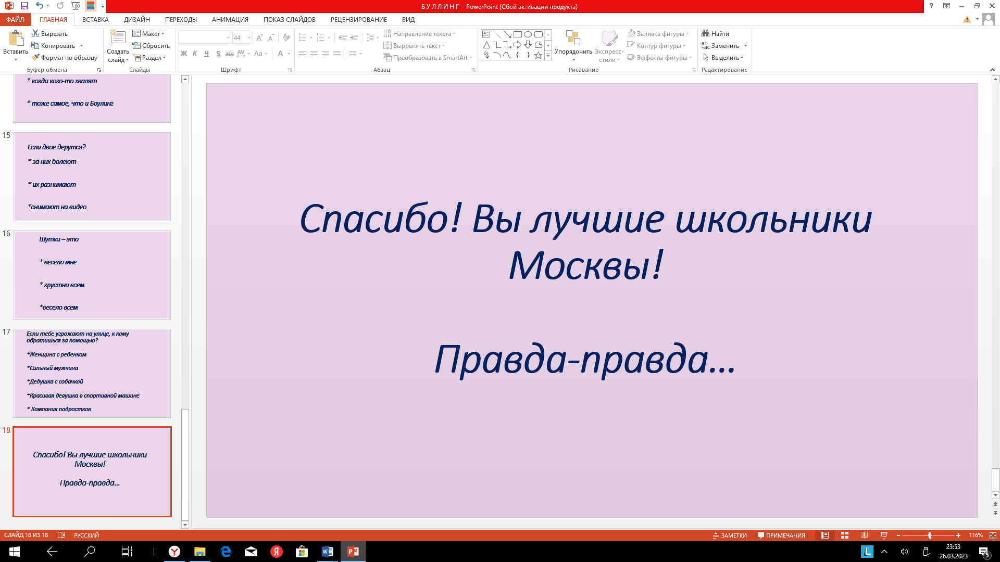 Б У Л Л И Н Г - PowerPoint (Сбой активации продукта)
ФАЙЛ ГЛАВНАЯ ВСТАВКА ДИЗАЙН ПЕРЕХОДЫ АНИМАЦИЯ ПОКАЗ СЛАЙДОВ РЕЦЕНЗИРОВАНИЕ ВИД
Вставить
Вырезать
Копировать
Формат по образцу
Буфер обмена
Создать слайд
Макет
Сбросить
Раздел
Слайды
44
Ж К Ч S abc AV Aa А
Шрифт
Направление текста
Выровнять текст
Преобразовать в SmartArt
Абзац
Упорядочить
Экспресс-стили
Заливка фигуры
Контур фигуры
Эффекты фигуры
Рисование
Найти
Заменить
Выделить
Редактирование
* когда кого-то хвалят
* тоже самое, что и Боулинг
15
Если двое дерутся?
* за них болеют
* их разнимают
*снимают на видео
16
Шутка – это
* весело мне
* грустно всем
*весело всем
17
Если тебе угрожают на улице, к кому
обратишься за помощью?
*Женщина с ребенком
*Сильный мужчина
*Дедушка с собачкой
*Красивая девушка в спортивной машине
* Компания подростков
18
Спасибо! Вы лучшие школьники
Москвы!
Правда-правда...
Спасибо! Вы лучшие школьники
Москвы!
Правда-правда...
СЛАЙД 18 ИЗ 18 РУССКИЙ ЗАМЕТКИ ПРИМЕЧАНИЯ 116%
23:53
26.03.2023
5